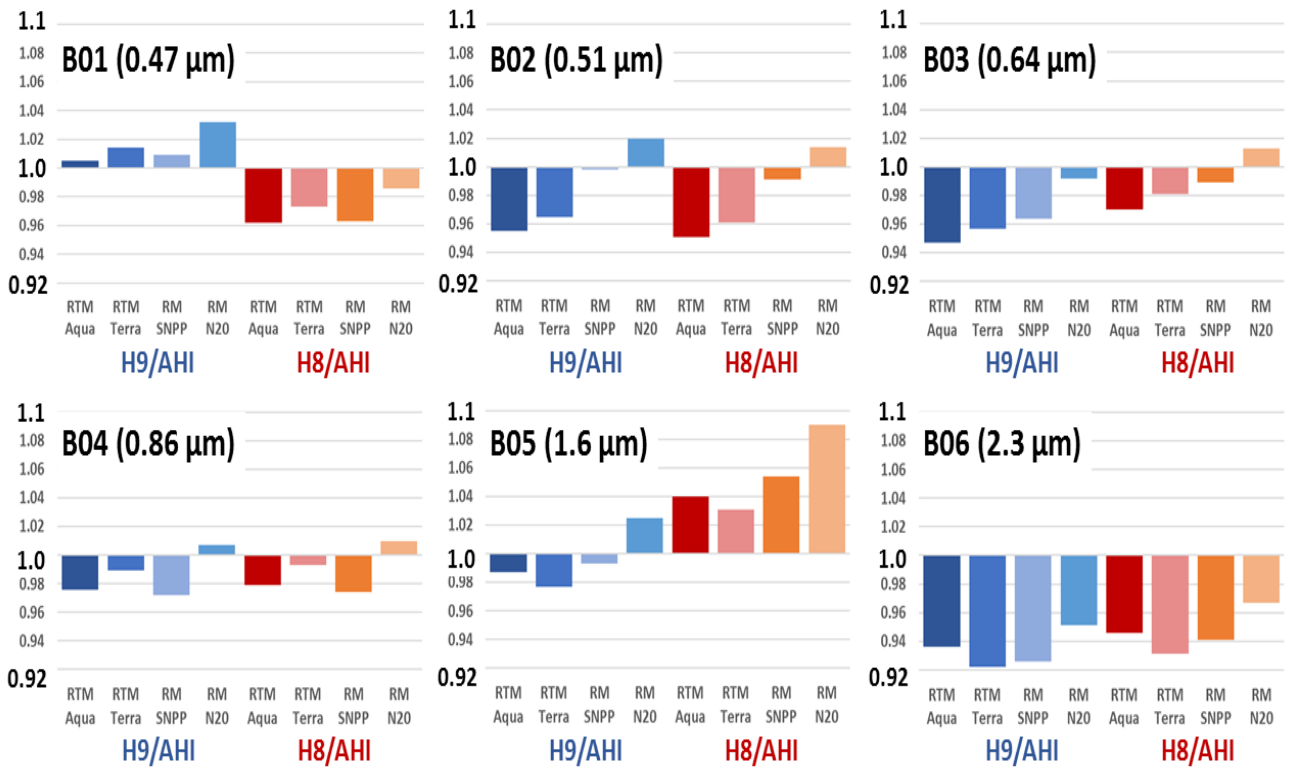 B01 (0.47 µm)
1.1
1.08
1.06
1.04
1.02
1.0
0.98
0.96
0.94
0.92
RTM RTM RM RM RTM RTM RM RM
Aqua Terra SNPP N20 Aqua Terra SNPP N20
H9/AHI H8/AHI
B02 (0.51 µm)
1.1
1.08
1.06
1.04
1.02
1.0
0.98
0.96
0.94
0.92
RTM RTM RM RM RTM RTM RM RM
Aqua Terra SNPP N20 Aqua Terra SNPP N20
H9/AHI H8/AHI
B03 (0.64 µm)
1.1
1.08
1.06
1.04
1.02
1.0
0.98
0.96
0.94
0.92
RTM RTM RM RM RTM RTM RM RM
Aqua Terra SNPP N20 Aqua Terra SNPP N20
H9/AHI H8/AHI
B04 (0.86 µm)
1.1
1.08
1.06
1.04
1.02
1.0
0.98
0.96
0.94
0.92
RTM RTM RM RM RTM RTM RM RM
Aqua Terra SNPP N20 Aqua Terra SNPP N20
H9/AHI H8/AHI
B05 (1.6 µm)
1.1
1.08
1.06
1.04
1.02
1.0
0.98
0.96
0.94
0.92
RTM RTM RM RM RTM RTM RM RM
Aqua Terra SNPP N20 Aqua Terra SNPP N20
H9/AHI H8/AHI
B06 (2.3 µm)
1.1
1.08
1.06
1.04
1.02
1.0
0.98
0.96
0.94
0.92
RTM RTM RM RM RTM RTM RM RM
Aqua Terra SNPP N20 Aqua Terra SNPP N20
H9/AHI H8/AHI